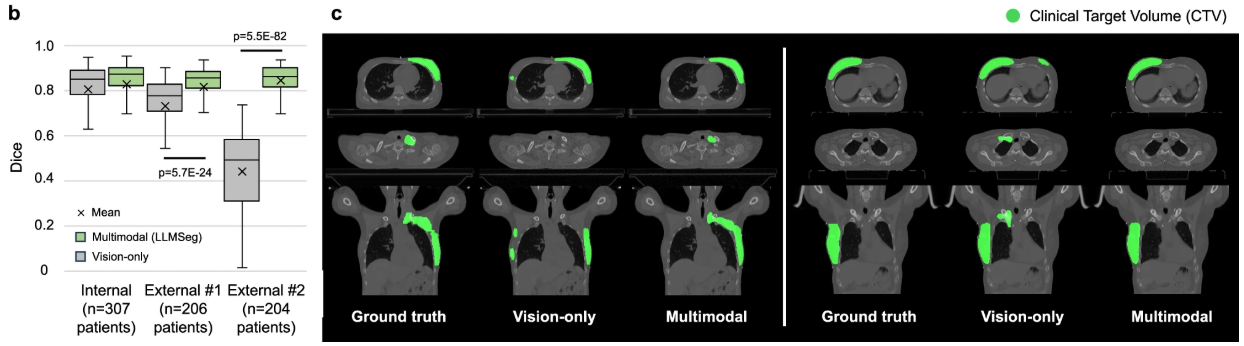 b
c
Clinical Target Volume (CTV)
p=5.5E-82
1.0
0.8
0.6
0.4
0.2
0
Dice
p=5.7E-24
Mean
Multimodal (LLMSeg)
Vision-only
Internal
(n=307
patients)
External #1
(n=206
patients)
External #2
(n=204
patients)
Ground truth
Vision-only
Multimodal
Ground truth
Vision-only
Multimodal